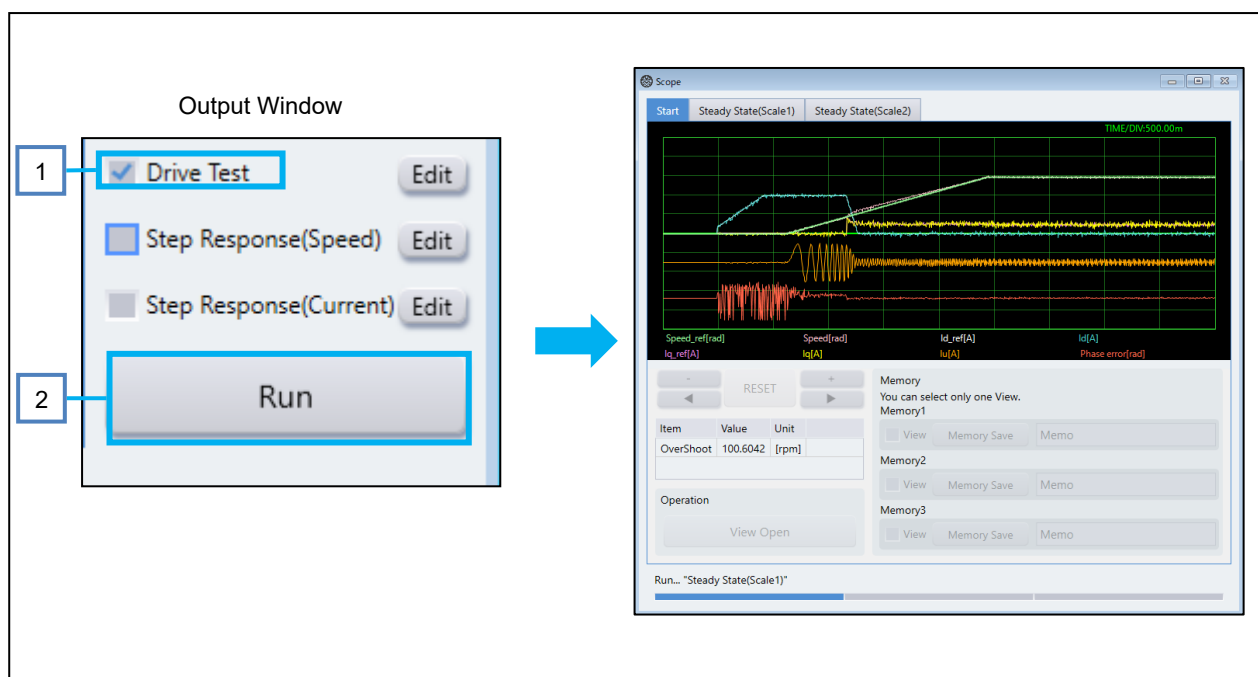 Output Window
1
Drive Test
Edit
Step Response(Speed)
Edit
Step Response(Current)
Edit
2
Run
Scope
Start Steady State(Scale1) Steady State(Scale2)
TIME/DIV:500.00m
Speed_ref[rad] Speed[rad] Id_ref[A] Id[A]
Iq_ref[A] Iq[A] Iu[A] Phase error[rad]
- RESET +
Item Value Unit
OverShoot 100.6042 [rpm]
Operation
View Open
Memory
You can select only one View.
Memory1
View Memory Save Memo
Memory2
View Memory Save Memo
Memory3
View Memory Save Memo
Run... "Steady State(Scale1)"